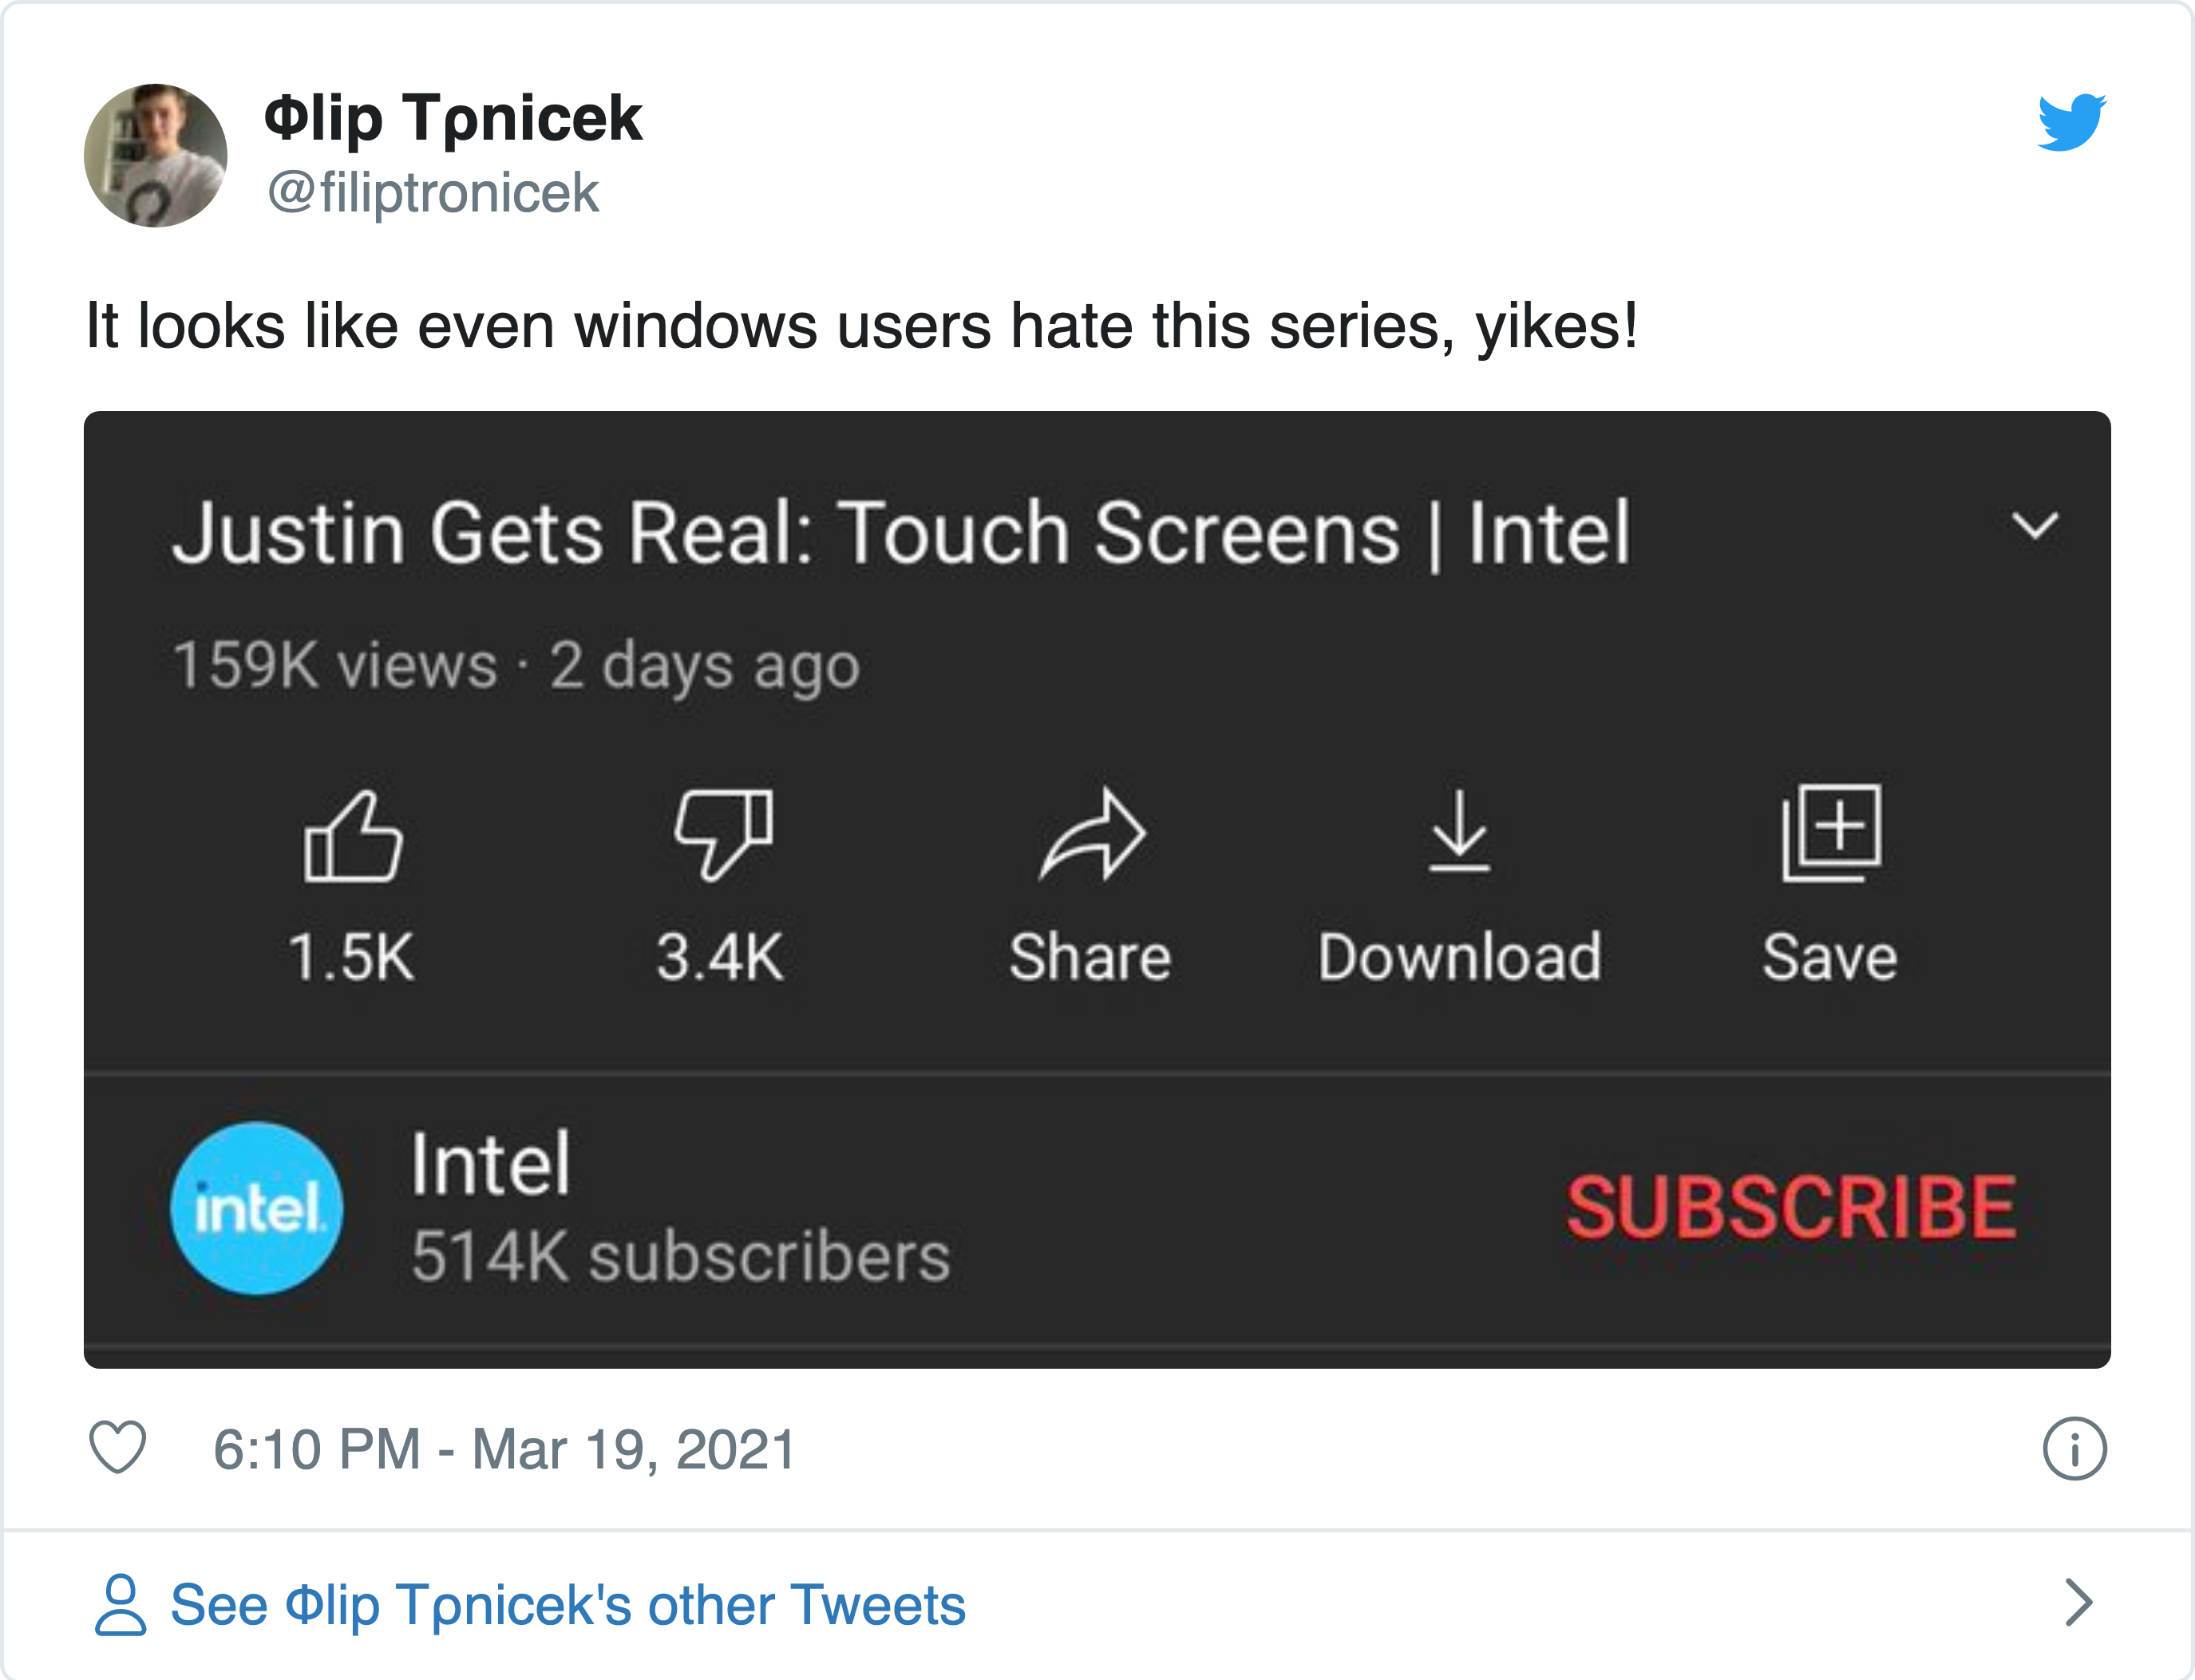 Φlip Tρnicek
@filiptronicek
It looks like even windows users hate this series, yikes!
Justin Gets Real: Touch Screens | Intel
159K views · 2 days ago
1.5K 3.4K Share Download Save
intel.
Intel
514K subscribers
SUBSCRIBE
6:10 PM - Mar 19, 2021
See Φlip Tρnicek's other Tweets